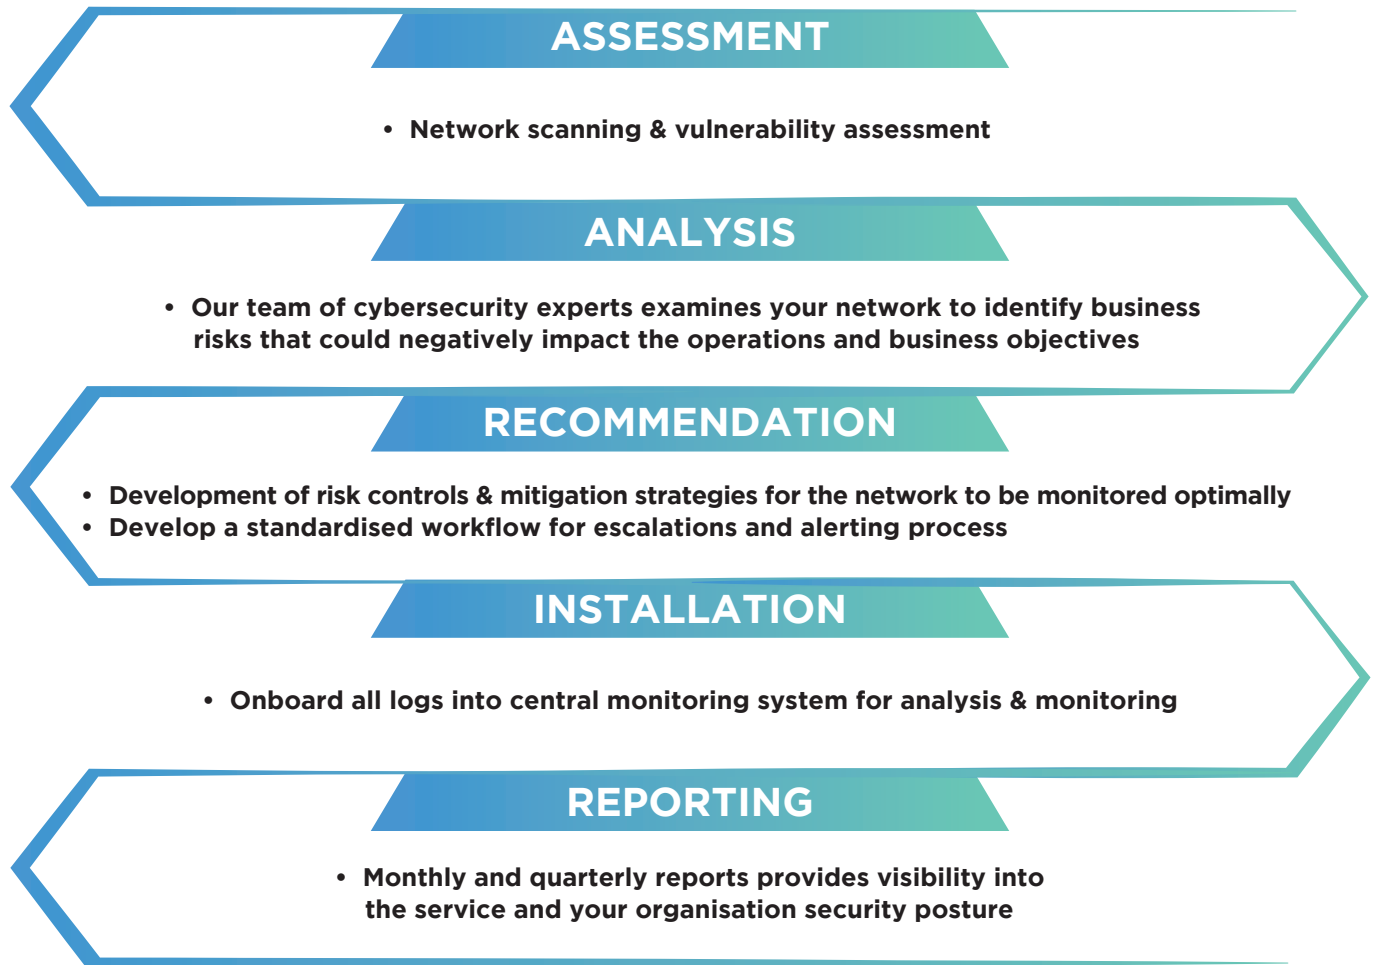 ASSESSMENT
• Network scanning & vulnerability assessment
ANALYSIS
• Our team of cybersecurity experts examines your network to identify business
risks that could negatively impact the operations and business objectives
RECOMMENDATION
• Development of risk controls & mitigation strategies for the network to be monitored optimally
• Develop a standardised workflow for escalations and alerting process
INSTALLATION
• Onboard all logs into central monitoring system for analysis & monitoring
REPORTING
• Monthly and quarterly reports provides visibility into
the service and your organisation security posture